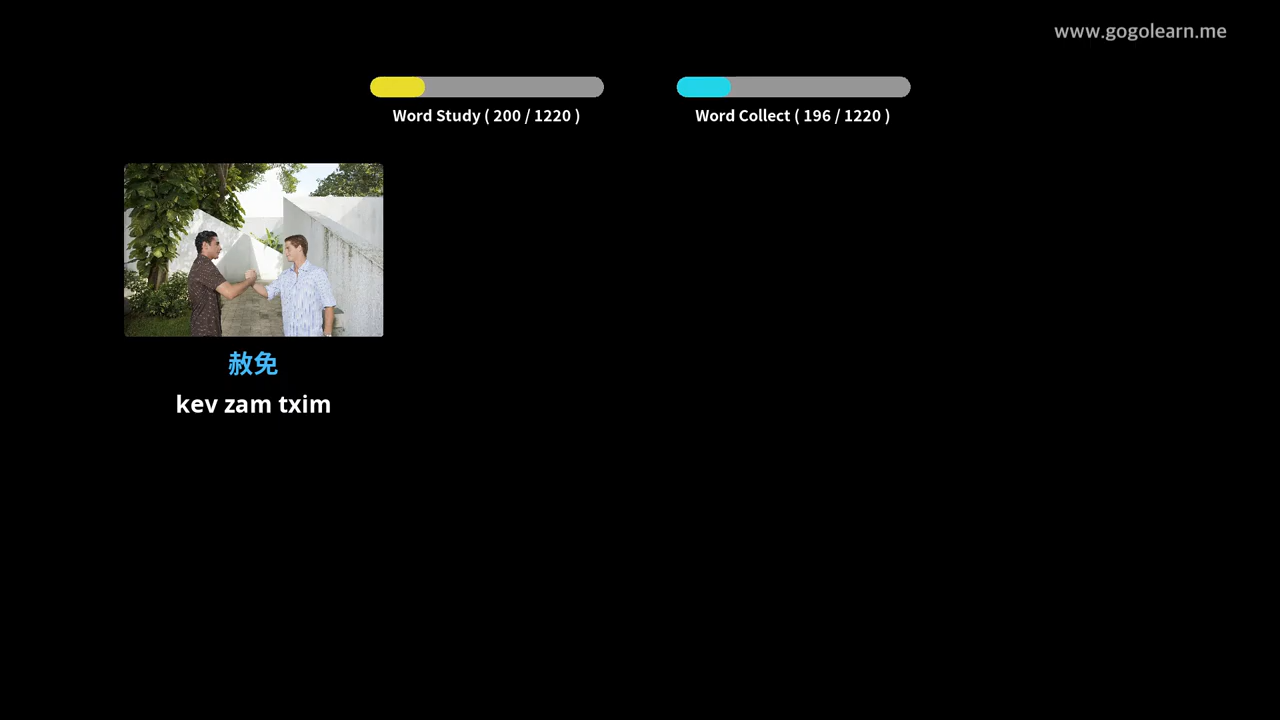 www.gogolearn.me
Word Study ( 200 / 1220 )
Word Collect ( 196 / 1220 )
赦免
kev zam txim